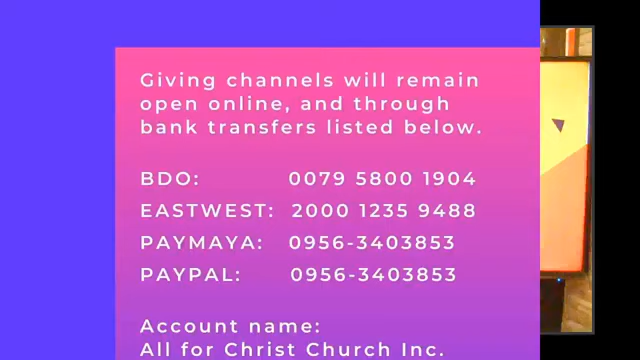 Giving channels will remain
open online, and through
bank transfers listed below.
BDO: 0079 5800 1904
EASTWEST: 2000 1235 9488
PAYMAYA: 0956-3403853
PAYPAL: 0956-3403853
Account name:
All for Christ Church Inc.